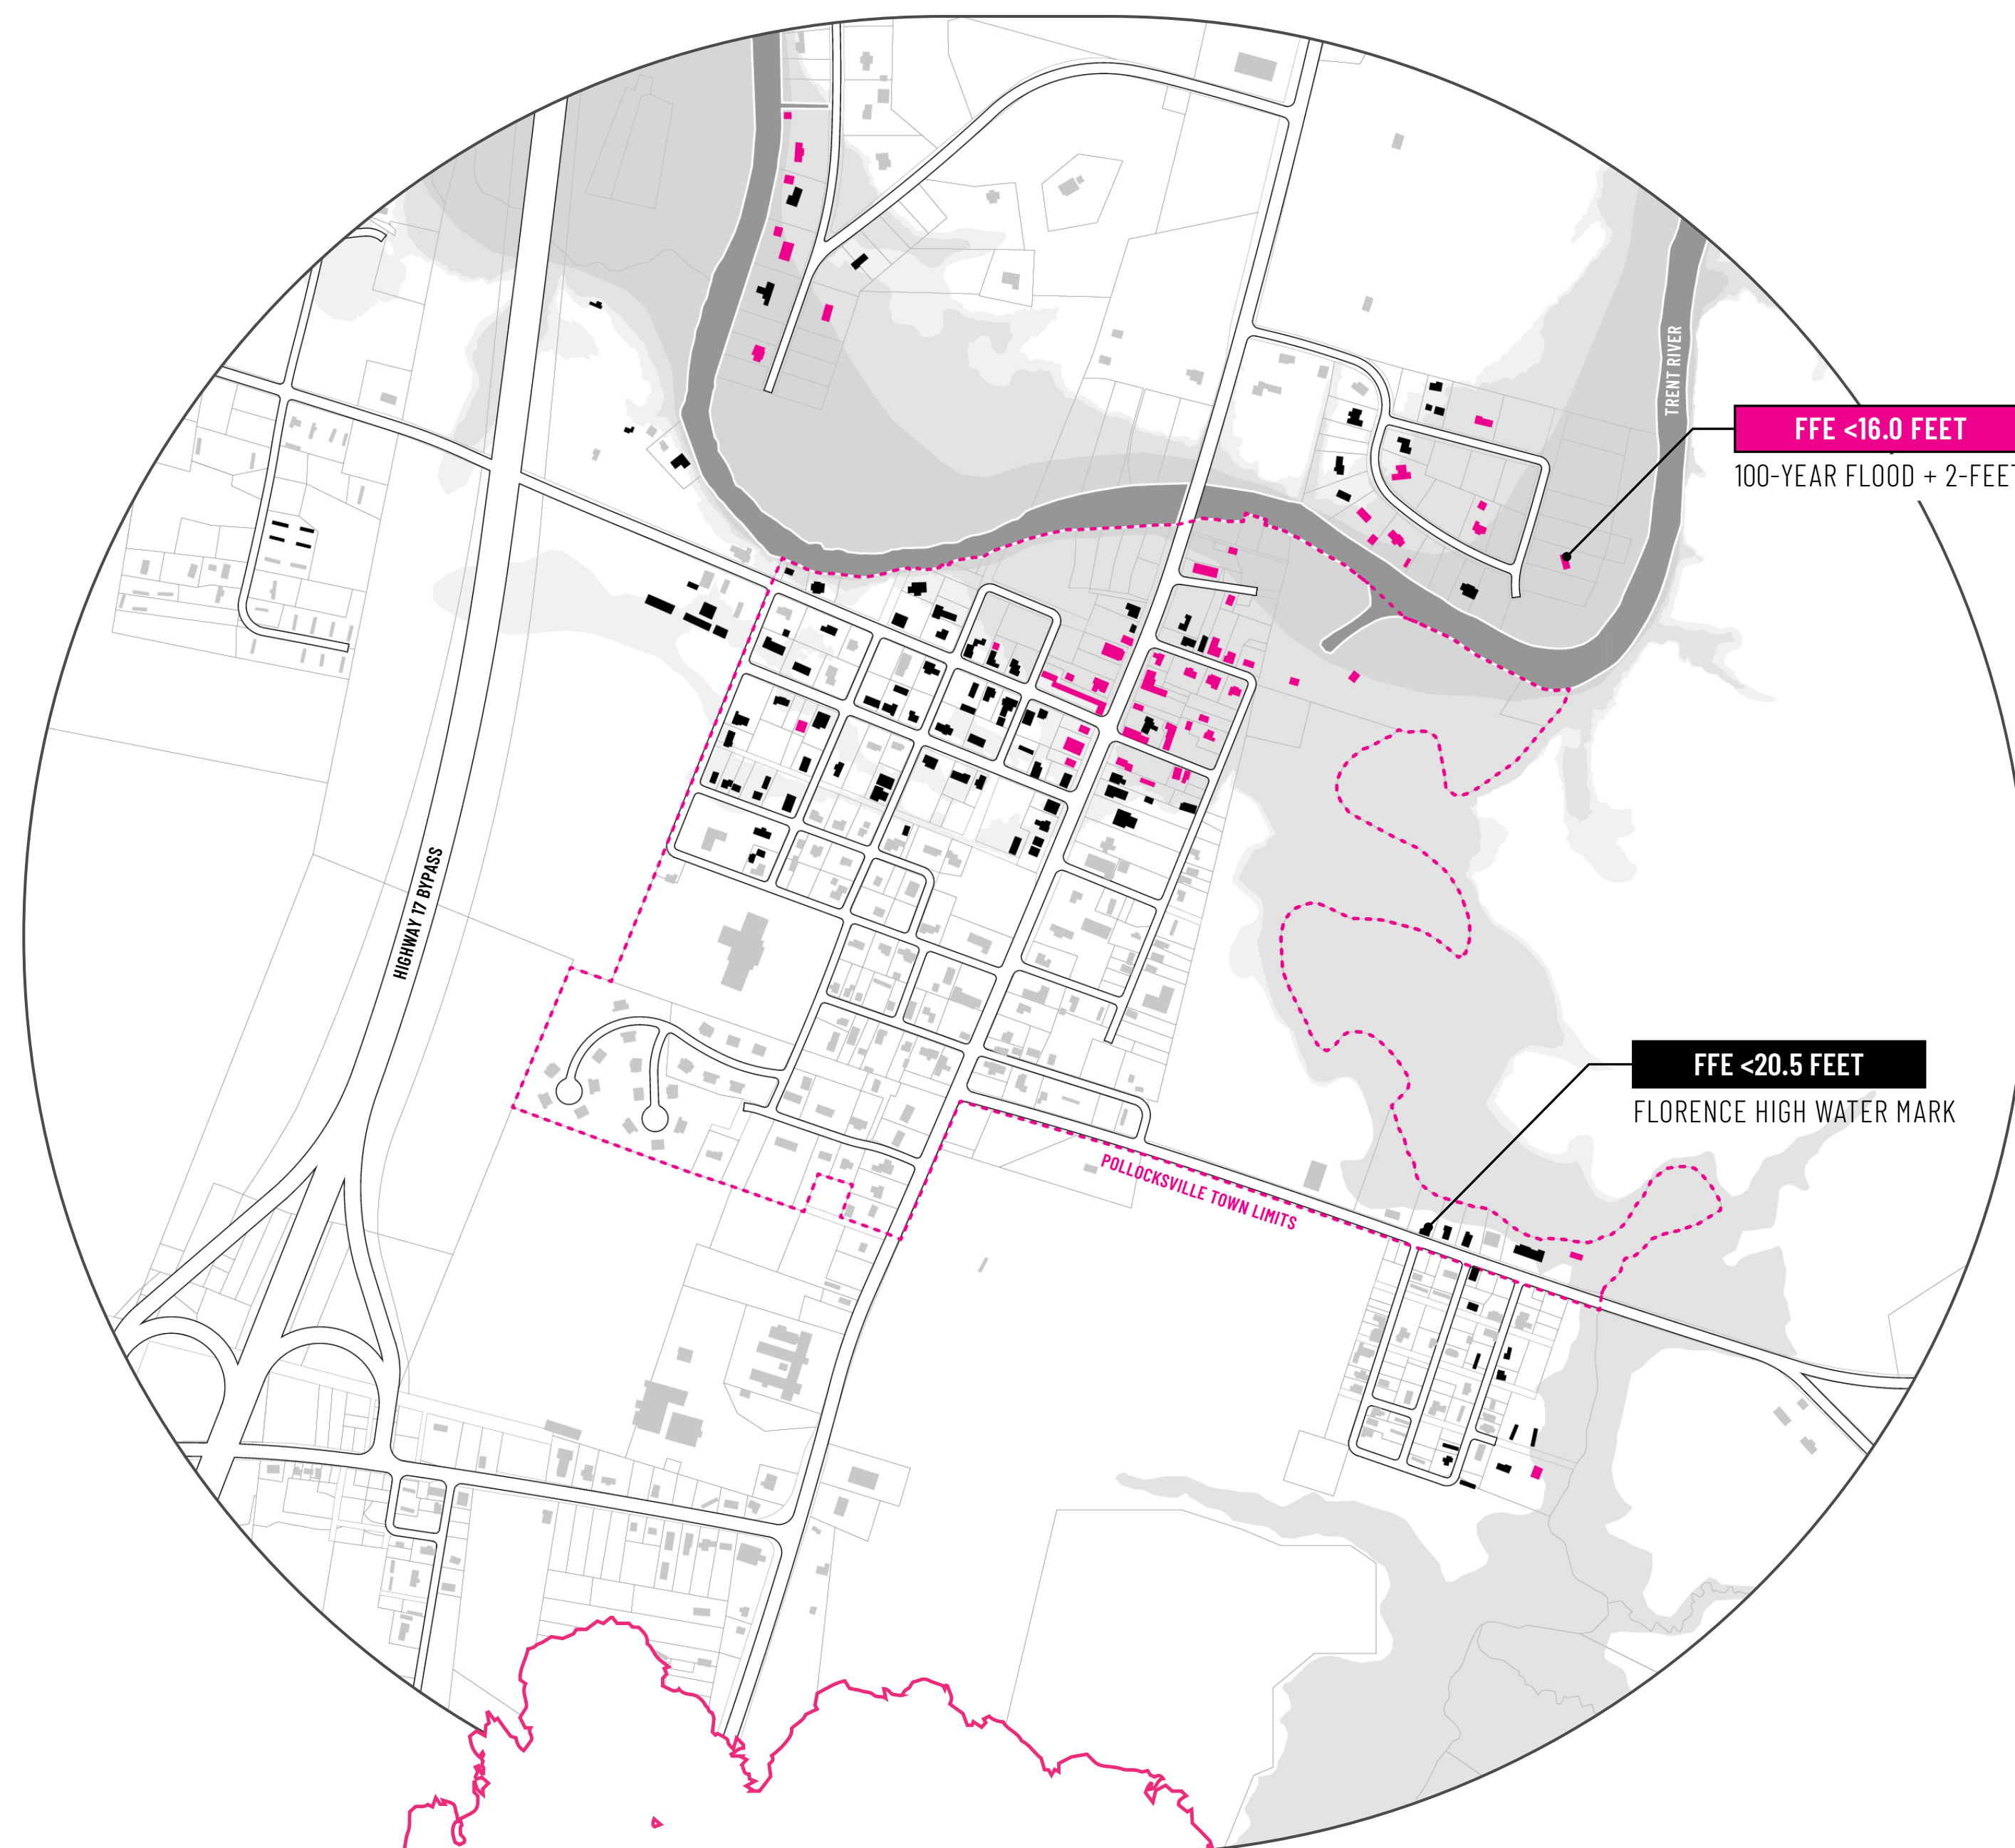 TRENT RIVER
FFE <16.0 FEET
100-YEAR FLOOD + 2-FEET
HIGHWAY 17 BYPASS
FFE <20.5 FEET
FLORENCE HIGH WATER MARK
POLLOCKSVILLE TOWN LIMITS